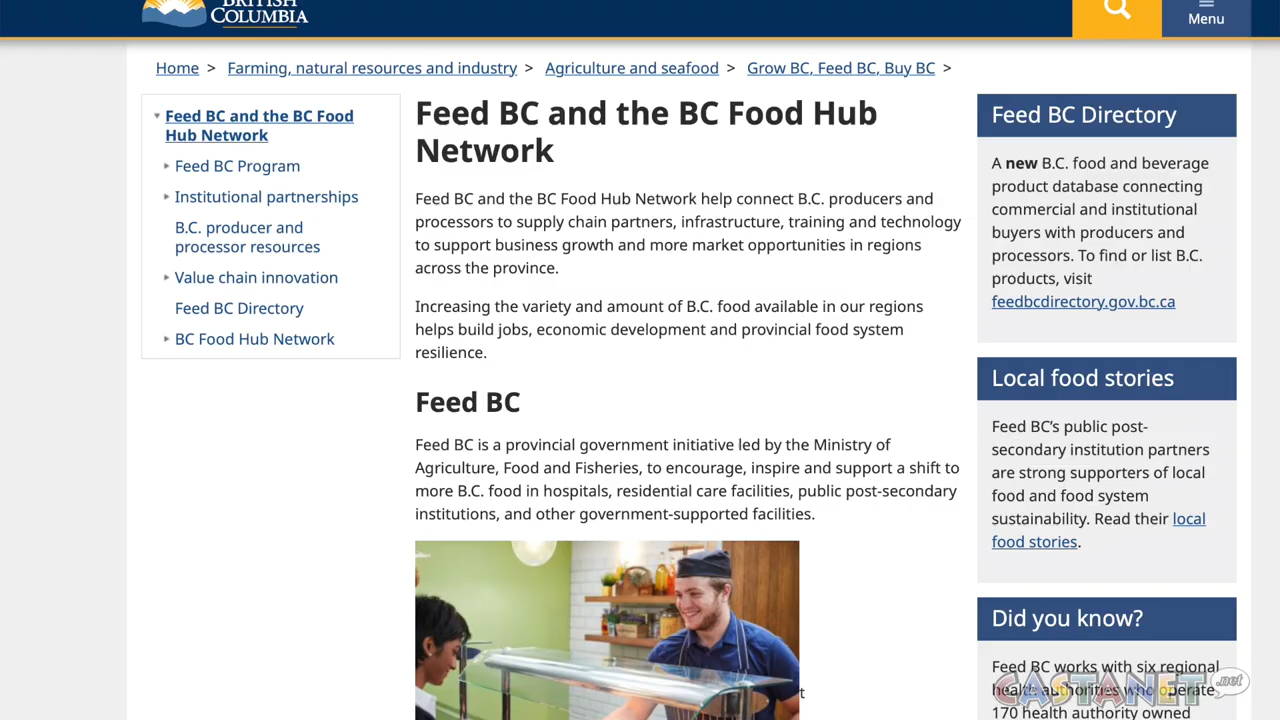 BRITISH
COLUMBIA
Menu
Home > Farming, natural resources and industry > Agriculture and seafood > Grow BC, Feed BC, Buy BC >
Feed BC and the BC Food
Hub Network
Feed BC Program
Institutional partnerships
B.C. producer and
processor resources
Value chain innovation
Feed BC Directory
BC Food Hub Network
Feed BC and the BC Food Hub
Network
Feed BC and the BC Food Hub Network help connect B.C. producers and
processors to supply chain partners, infrastructure, training and technology
to support business growth and more market opportunities in regions
across the province.
Increasing the variety and amount of B.C. food available in our regions
helps build jobs, economic development and provincial food system
resilience.
Feed BC
Feed BC is a provincial government initiative led by the Ministry of
Agriculture, Food and Fisheries, to encourage, inspire and support a shift to
more B.C. food in hospitals, residential care facilities, public post-secondary
institutions, and other government-supported facilities.
t
Feed BC Directory
A new B.C. food and beverage
product database connecting
commercial and institutional
buyers with producers and
processors. To find or list B.C.
products, visit
feedbcdirectory.gov.bc.ca
Local food stories
Feed BC's public post-
secondary institution partners
are strong supporters of local
food and food system
sustainability. Read their local
food stories.
Did you know?
Feed BC works with six regional
health authorities who operate
170 health authority owned
CASTANET .net